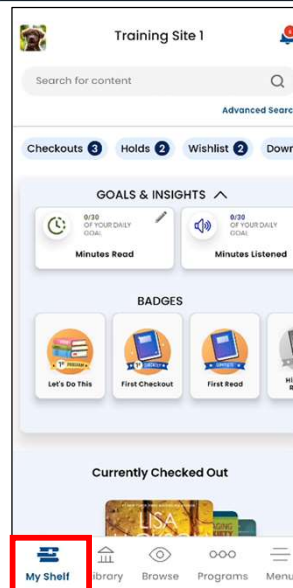 Training Site 1
Search for content
Advanced Searc
Checkouts 3 Holds 2 Wishlist 2 Down
GOALS & INSIGHTS
0/30
OF YOUR DAILY
GOAL
Minutes Read
0/30
OF YOUR DAILY
GOAL
Minutes Listened
BADGES
Let's Do This
First Checkout
First Read
Currently Checked Out
LISA
My Shelf
ibrary
Browse
Programs
Menu